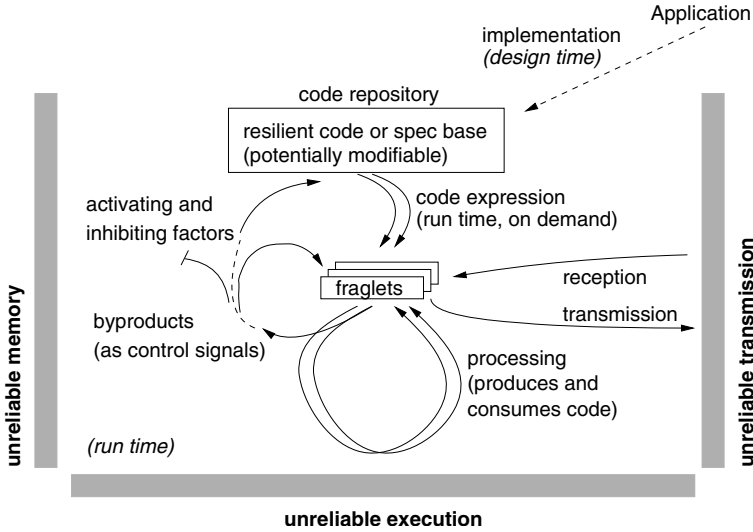 Application
implementation
(design time)
code repository
resilient code or spec base
(potentially modifiable)
code expression
(run time, on demand)
activating and
inhibiting factors
fraglets
reception
transmission
byproducts
(as control signals)
processing
(produces and
consumes code)
(run time)
unreliable memory
unreliable transmission
unreliable execution